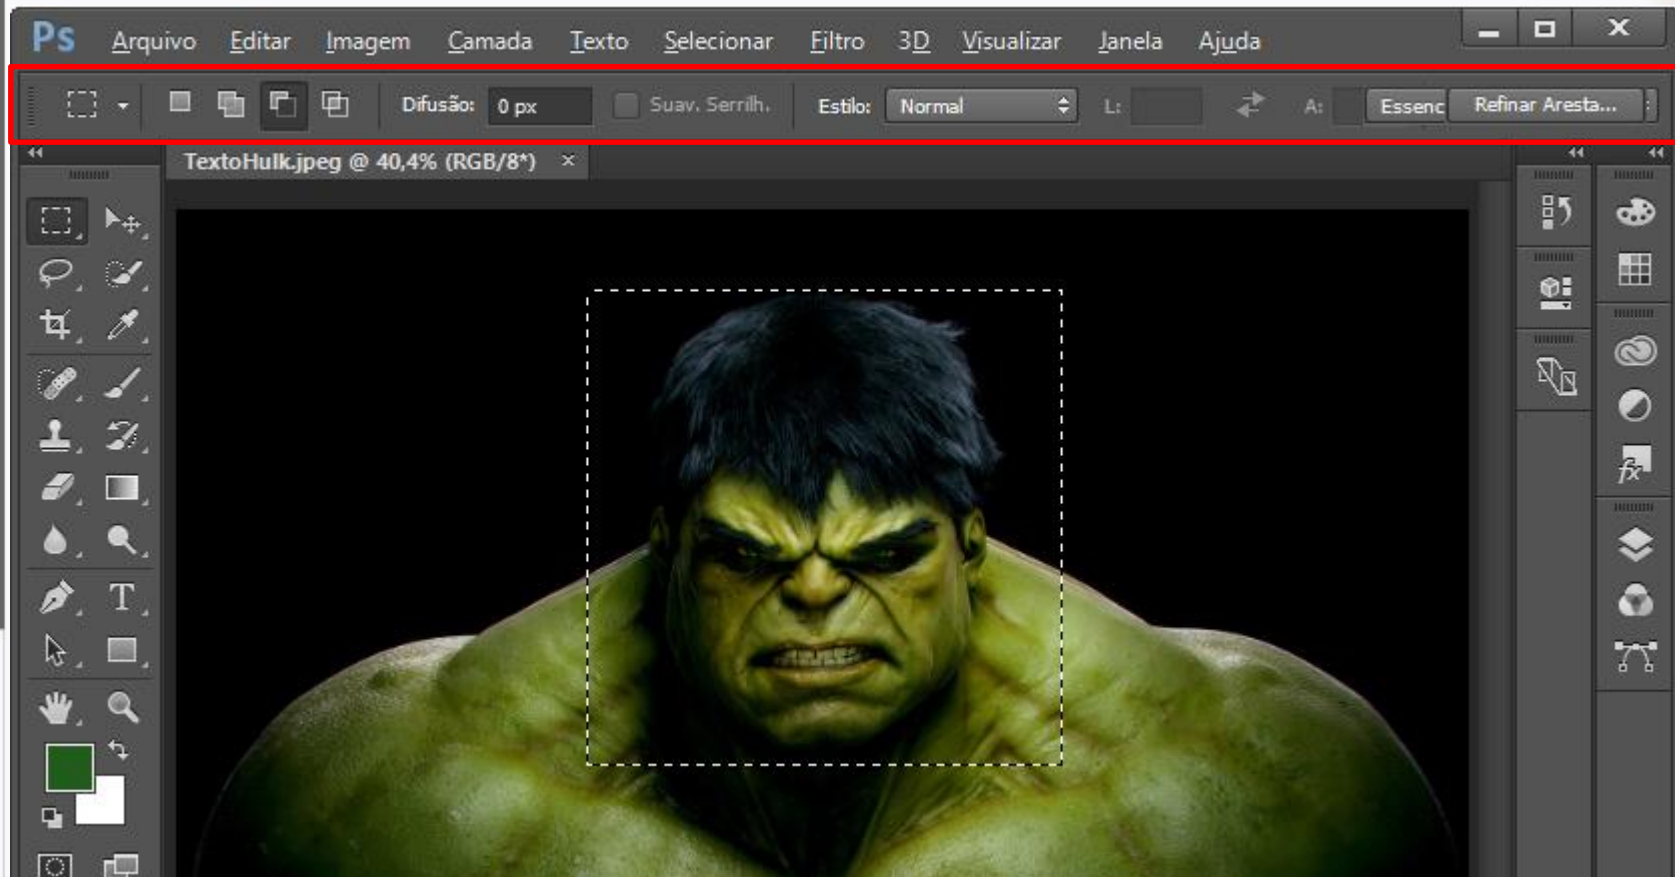 Ps Arquivo Editar Imagem Camada Texto Selecionar Filtro 3D Visualizar Janela Ajuda
Difusão: 0 px Suav. Serrilh. Estilo: Normal L: A: Essenc Refinar Aresta...
TextoHulk.jpeg @ 40,4% (RGB/8*) ×
fx
T